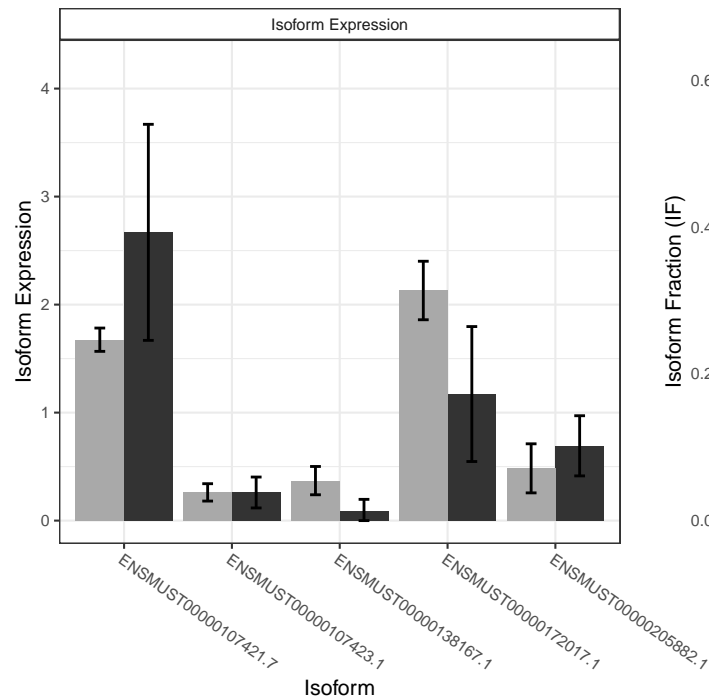 Isoform Expression
Isoform Expression
4
3
2
1
0
ENSMUST00000107421.7
ENSMUST00000107423.1
ENSMUST00000138167.1
ENSMUST00000172017.1
ENSMUST00000205882.1
Isoform
Isoform Fraction (IF)
0.6
0.4
0.2
0.0